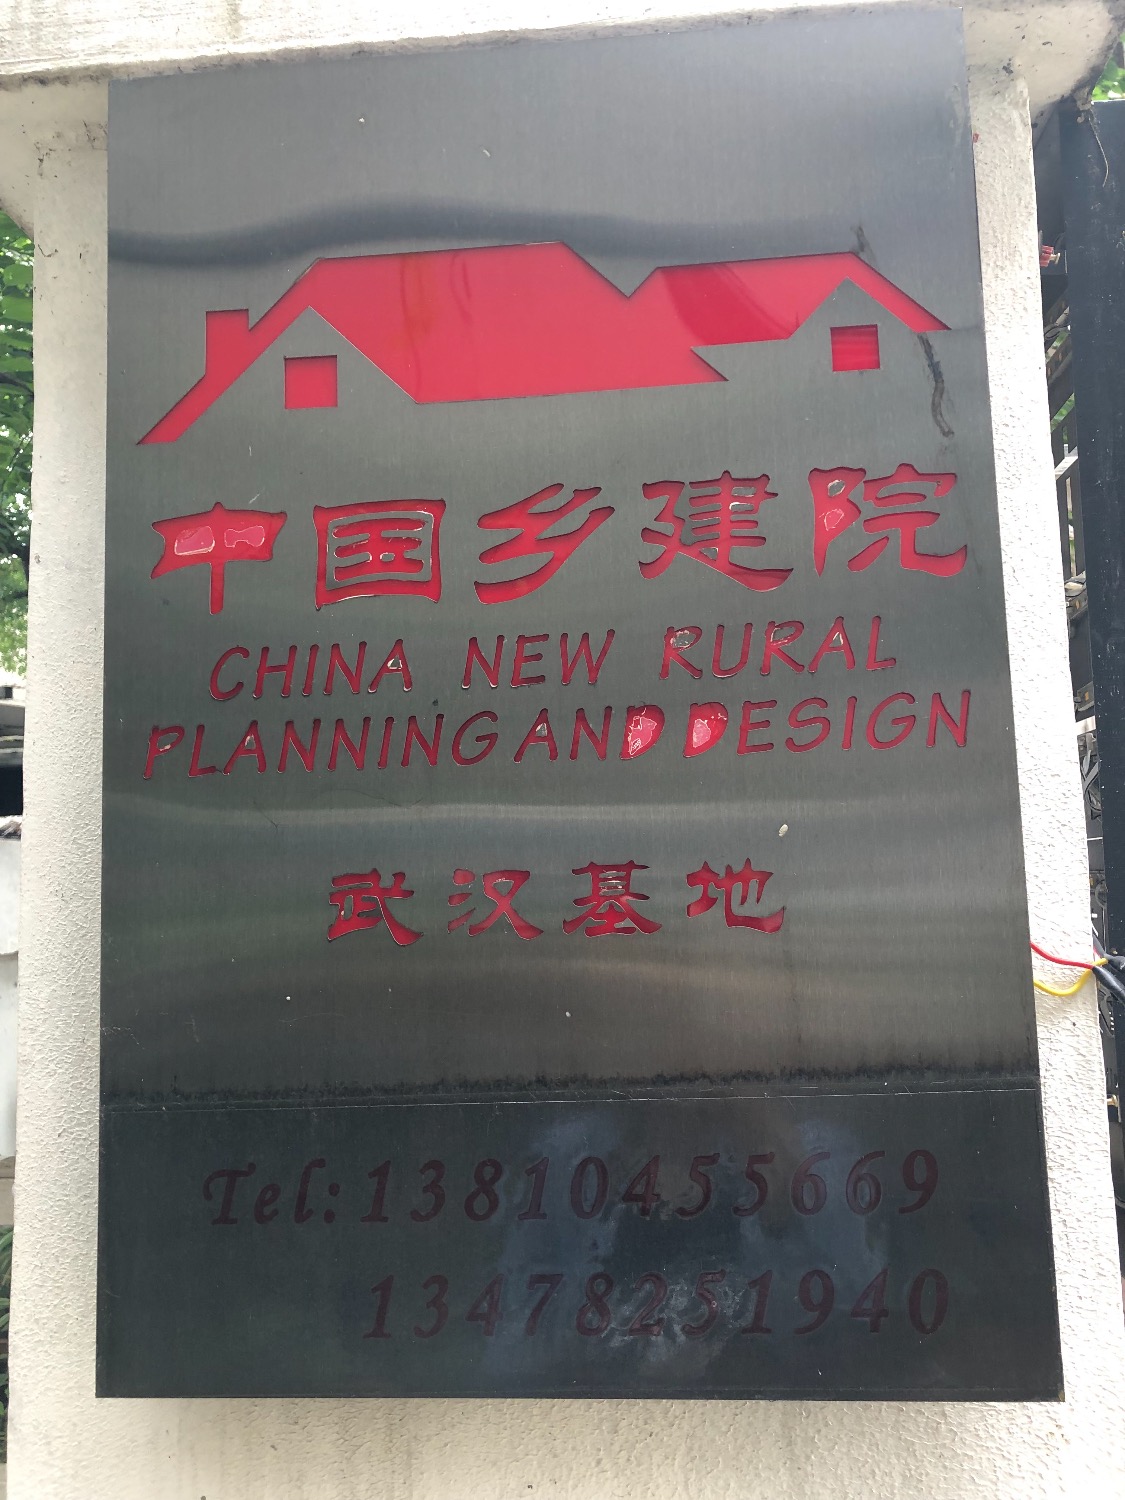 中国乡建院
CHINA NEW RURAL
PLANNING AND DESIGN
武汉基地
Tel:13810455669
13478251940